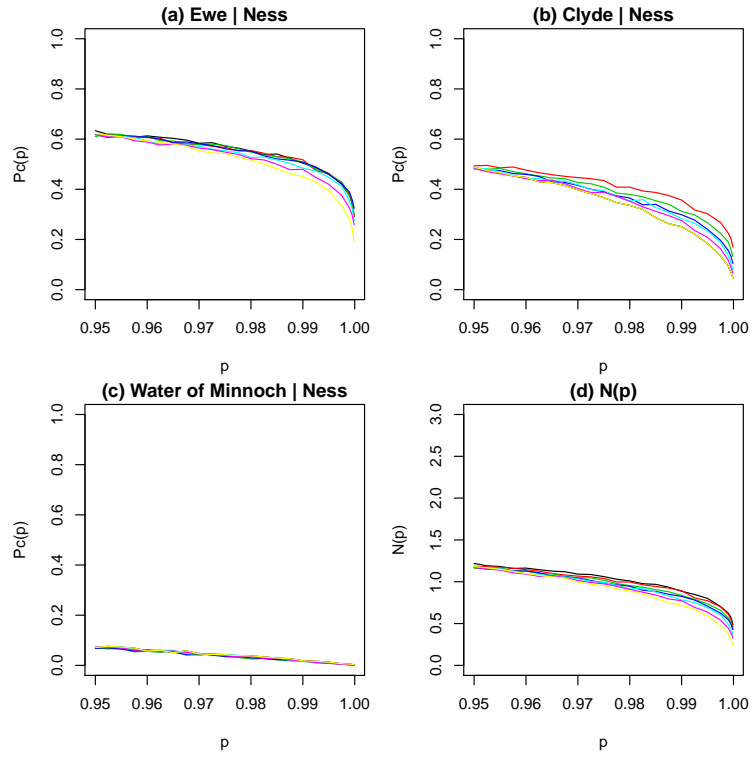 (a) Ewe | Ness
Pc(p)
0.0 0.2 0.4 0.6 0.8 1.0
0.95 0.96 0.97 0.98 0.99 1.00
p
(b) Clyde | Ness
Pc(p)
0.0 0.2 0.4 0.6 0.8 1.0
0.95 0.96 0.97 0.98 0.99 1.00
p
(c) Water of Minnoch | Ness
Pc(p)
0.0 0.2 0.4 0.6 0.8 1.0
0.95 0.96 0.97 0.98 0.99 1.00
p
(d) N(p)
N(p)
0.0 0.5 1.0 1.5 2.0 2.5 3.0
0.95 0.96 0.97 0.98 0.99 1.00
p